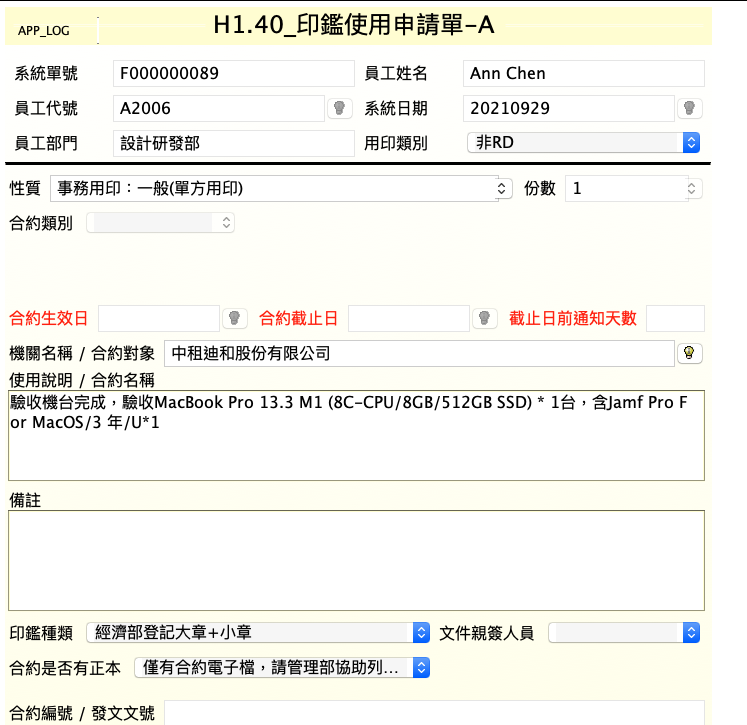 APP_LOG
H1.40_印鑑使用申請單-A
系統單號 F000000089 員工姓名 Ann Chen
員工代號 A2006 系統日期 20210929
員工部門 設計研發部 用印類別 非RD
性質 事務用印：一般(單方用印) 份數 1
合約類別
合約生效日 合約截止日 截止日前通知天數
機關名稱 / 合約對象 中租迪和股份有限公司
使用說明 / 合約名稱
驗收機台完成，驗收MacBook Pro 13.3 M1 (8C-CPU/8GB/512GB SSD) * 1台，含Jamf Pro F
or MacOS/3 年/U*1
備註
印鑑種類 經濟部登記大章+小章 文件親簽人員
合約是否有正本 僅有合約電子檔，請管理部協助列...
合約編號 / 發文文號